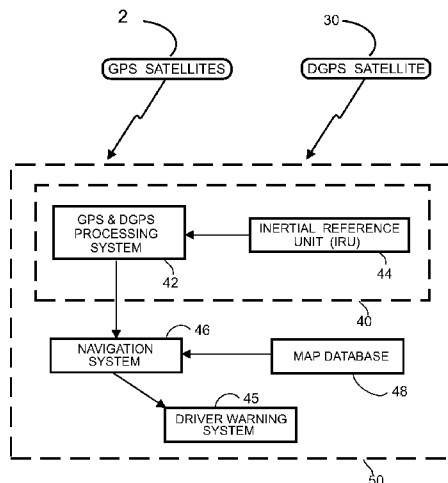 2
30
GPS SATELLITES
DGPS SATELLITE
GPS & DGPS
PROCESSING
SYSTEM
INERTIAL REFERENCE
UNIT (IRU)
42
44
40
46
NAVIGATION
SYSTEM
MAP DATABASE
48
45
DRIVER WARNING
SYSTEM
50